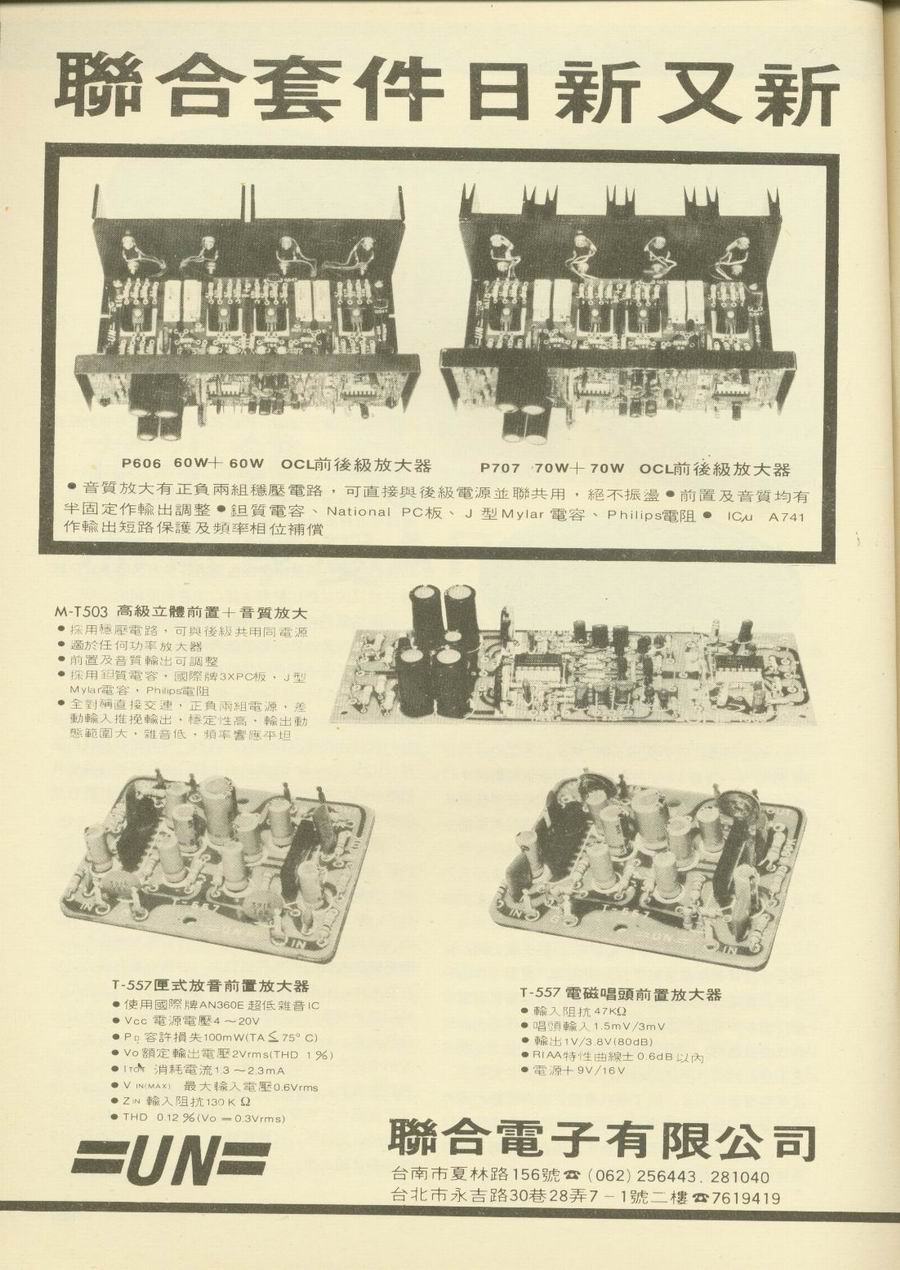 聯合套件日新又新
P606 60W+60W OCL前後級放大器
P707 70W+70W OCL前後級放大器
●音質放大有正負兩組穩壓電路，可直接與後級電源並聯共用，絕不振盪●前置及音質均有
半固定作輸出調整●鉭質電容、National PC板、J型Mylar電容、Philips電阻● ICμ A741
作輸出短路保護及頻率相位補償
M-T503 高級立體前置＋音質放大
●採用穩壓電路，可與後級共用同電源
●適於任何功率放大器
●前置及音質輸出可調整
●採用鉭質電容，國際牌3XPC板、J型
Mylar電容，Philips電阻
●全對稱直接交連，正負兩組電源，差
動輸入推挽輸出，穩定性高，輸出動
態範圍大，雜音低，頻率響應平坦
IN
T-557
=UN=
IN
IN
T-557
=UN=
IN
T-557匣式放音前置放大器
●使用國際牌AN360E超低雜音IC
●Vcc 電源電壓4～20V
●PD容許損失100mW(TA≦75°C)
●Vo額定輸出電壓2Vrms(THD 1%)
●ITOT 消耗電流1.3～2.3mA
●V IN(MAX) 最大輸入電壓0.6Vrms
●ZIN 輸入阻抗130KΩ
●THD 0.12%(Vo=0.3Vrms)
T-557電磁唱頭前置放大器
●輸入阻抗47KΩ
●唱頭輸入1.5mV/3mV
●輸出1V/3.8V(80dB)
●RIAA特性曲線士0.6dB以內
●電源＋9V/16V
=UN=
聯合電子有限公司
台南市夏林路156號☎(062)256443．281040
台北市永吉路30巷28弄7－1號二樓☎7619419